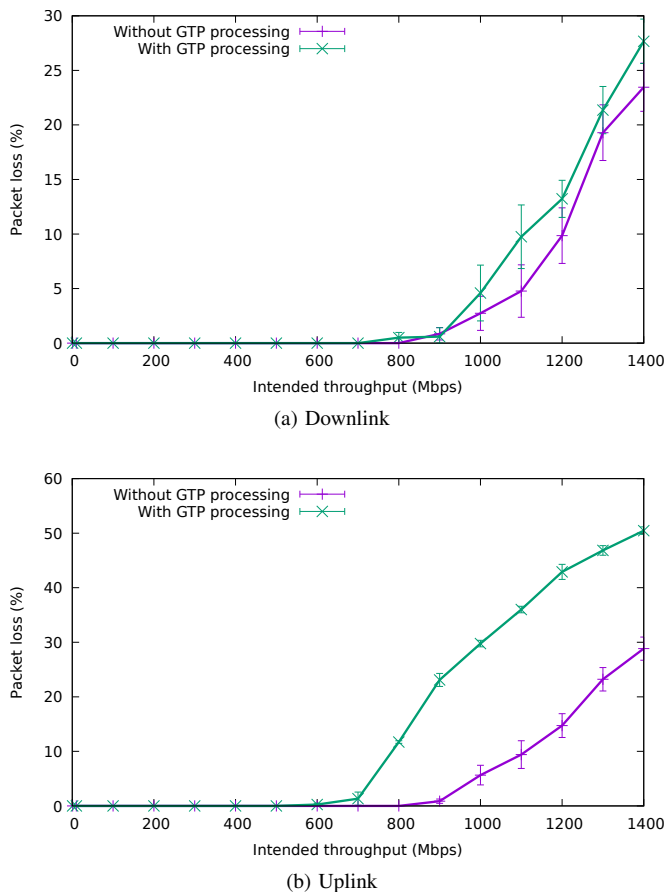 30
25
20
15
10
5
0
Packet loss (%)
Without GTP processing
With GTP processing
0 200 400 600 800 1000 1200 1400
Intended throughput (Mbps)
(a) Downlink
60
50
40
30
20
10
0
Packet loss (%)
Without GTP processing
With GTP processing
0 200 400 600 800 1000 1200 1400
Intended throughput (Mbps)
(b) Uplink